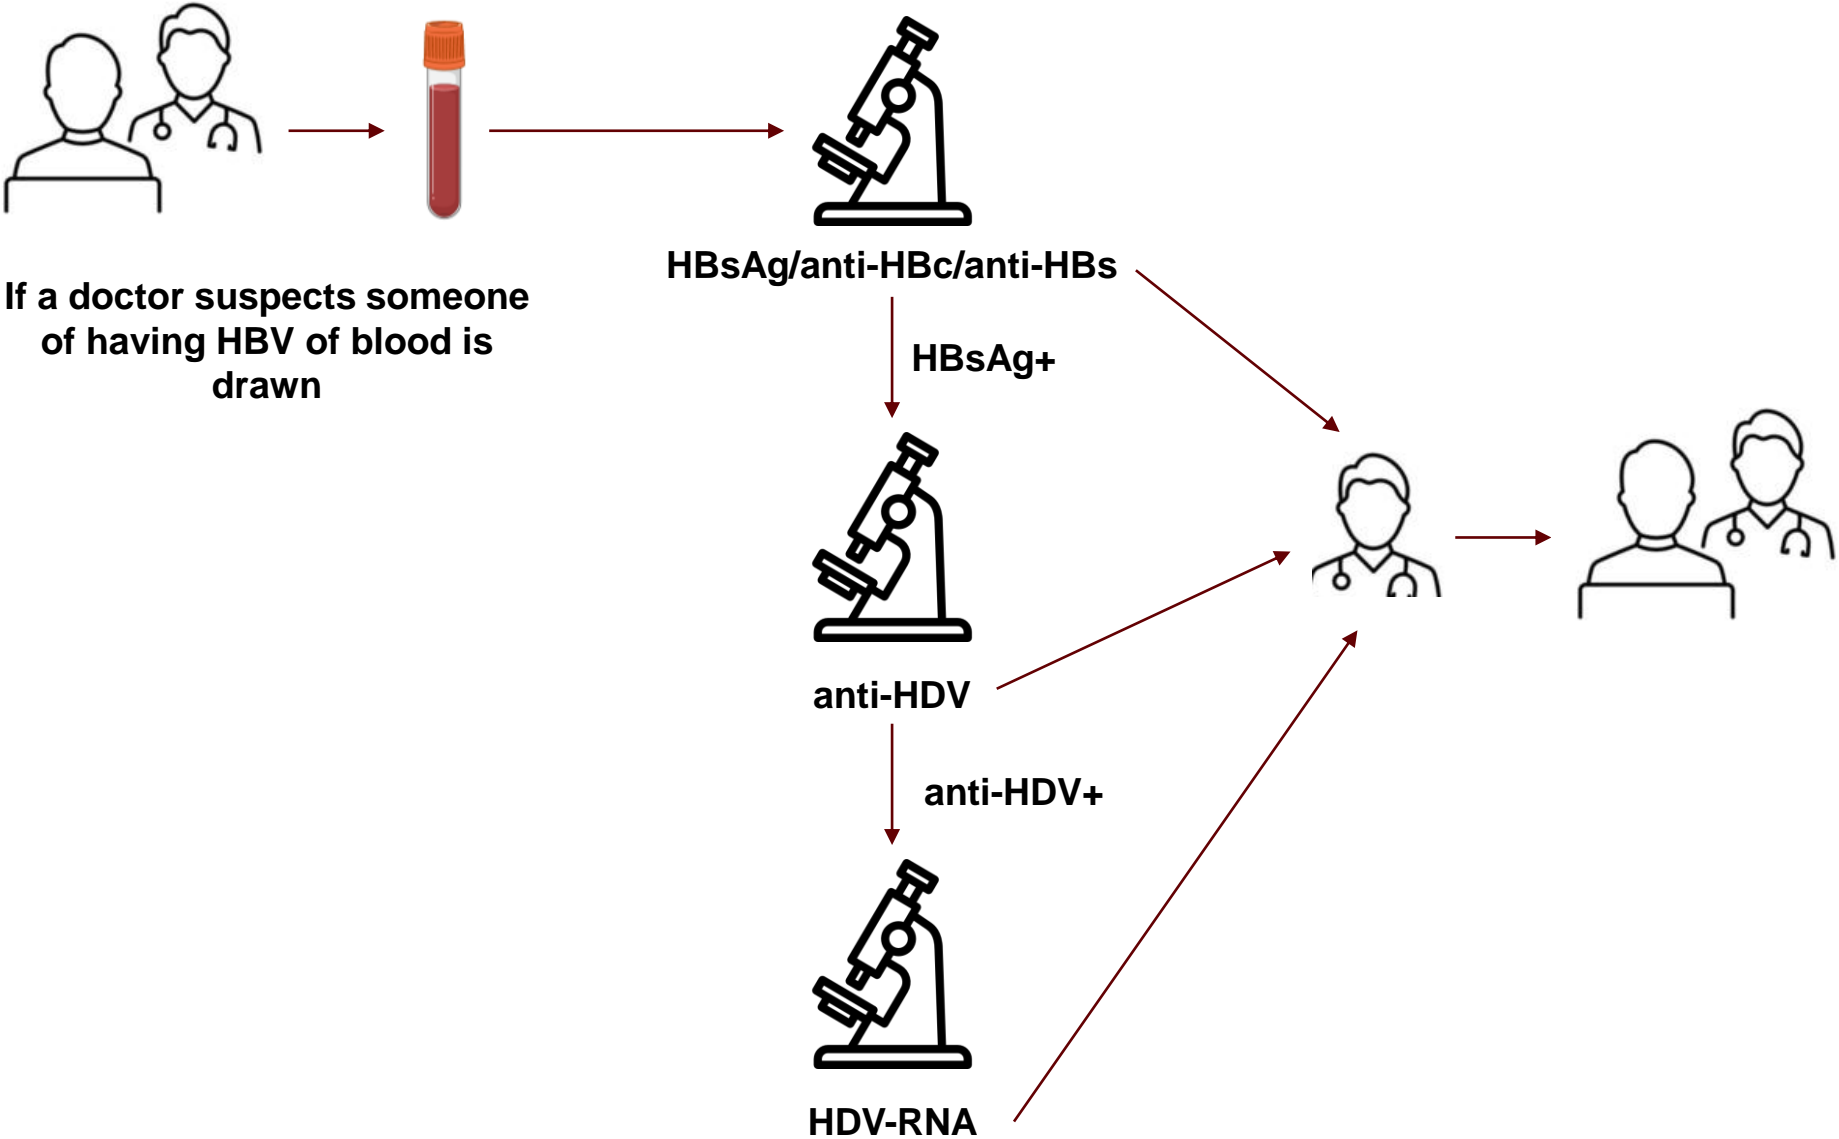 If a doctor suspects someone
of having HBV of blood is
drawn
HBsAg/anti-HBc/anti-HBs
HBsAg+
anti-HDV
anti-HDV+
HDV-RNA